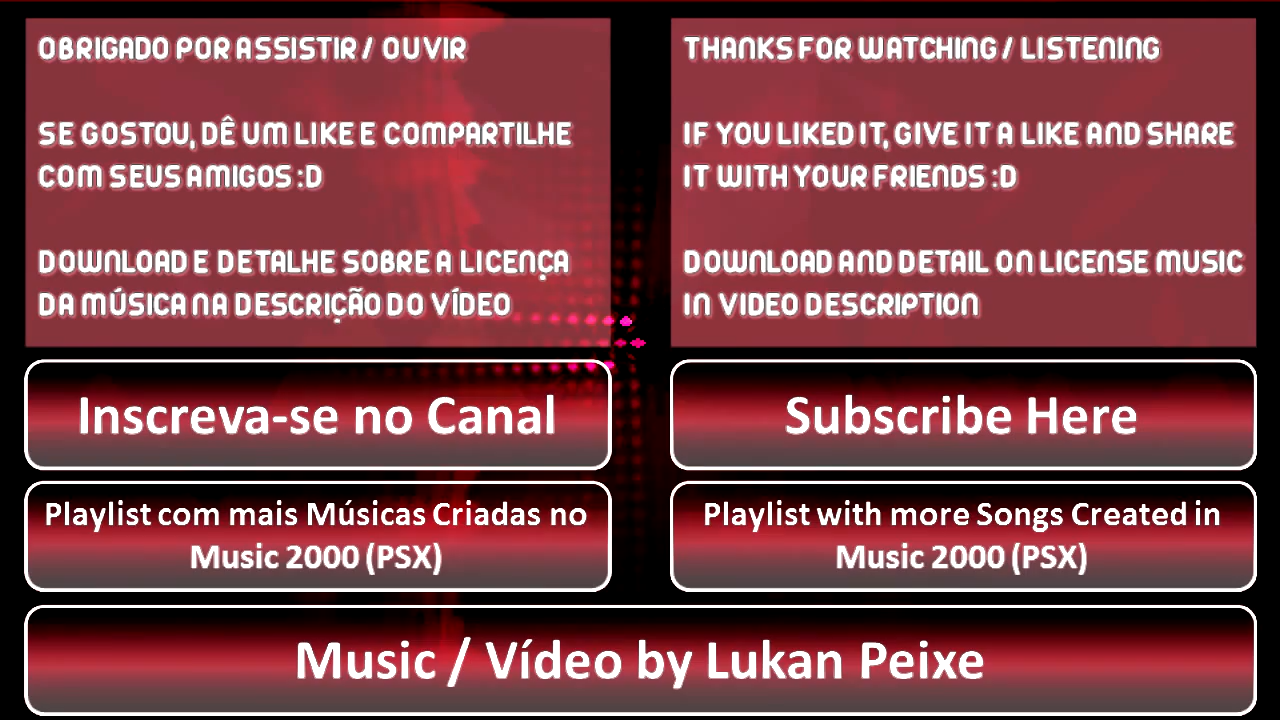 OBRIGADO POR ASSISTIR / OUVIR
SE GOSTOU, DÊ UM LIKE E COMPARTILHE
COM SEUS AMIGOS :D
DOWNLOAD E DETALHE SOBRE A LICENÇA
DA MÚSICA NA DESCRIÇÃO DO VÍDEO
THANKS FOR WATCHING / LISTENING
IF YOU LIKED IT, GIVE IT A LIKE AND SHARE
IT WITH YOUR FRIENDS :D
DOWNLOAD AND DETAIL ON LICENSE MUSIC
IN VIDEO DESCRIPTION
Inscreva-se no Canal
Subscribe Here
Playlist com mais Músicas Criadas no
Music 2000 (PSX)
Playlist with more Songs Created in
Music 2000 (PSX)
Music / Vídeo by Lukan Peixe